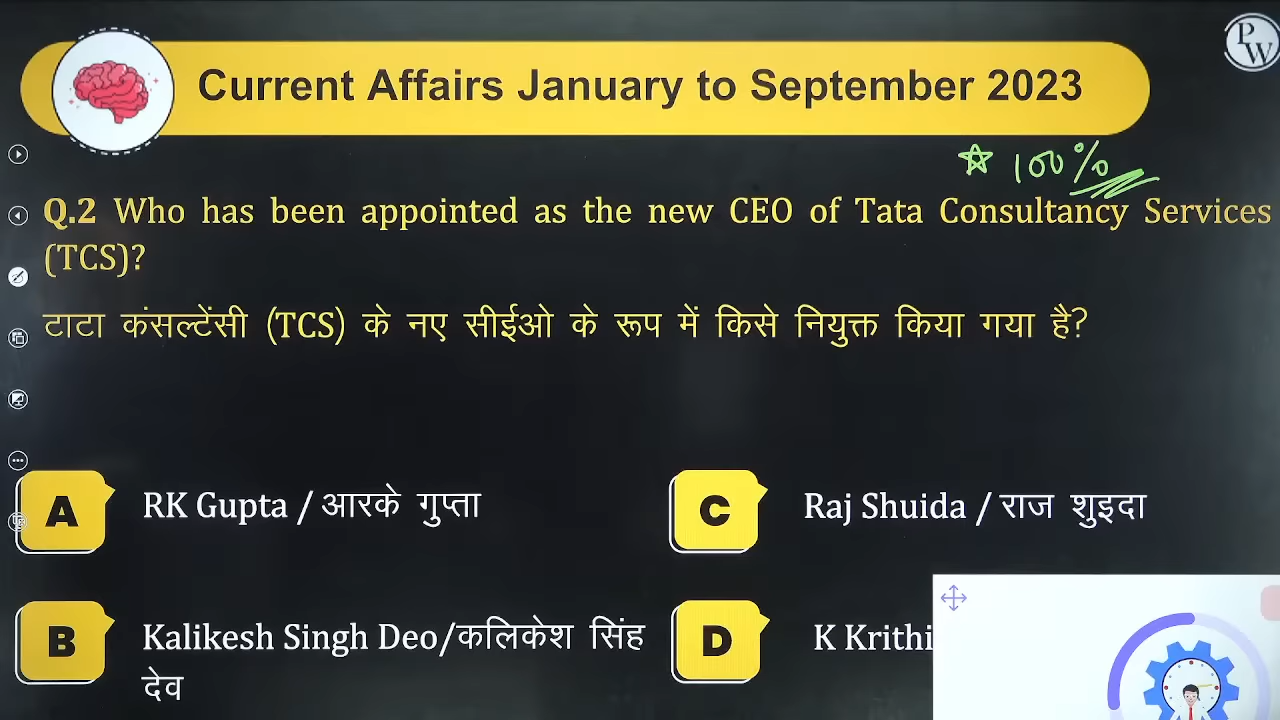 PW
Current Affairs January to September 2023
☆ 100%
Q.2 Who has been appointed as the new CEO of Tata Consultancy Services
(TCS)?
टाटा कंसल्टेंसी (TCS) के नए सीईओ के रूप में किसे नियुक्त किया गया है?
A RK Gupta / आरके गुप्ता
C Raj Shuida / राज शुइदा
B Kalikesh Singh Deo/कलिकेश सिंह
देव
D K Krithi